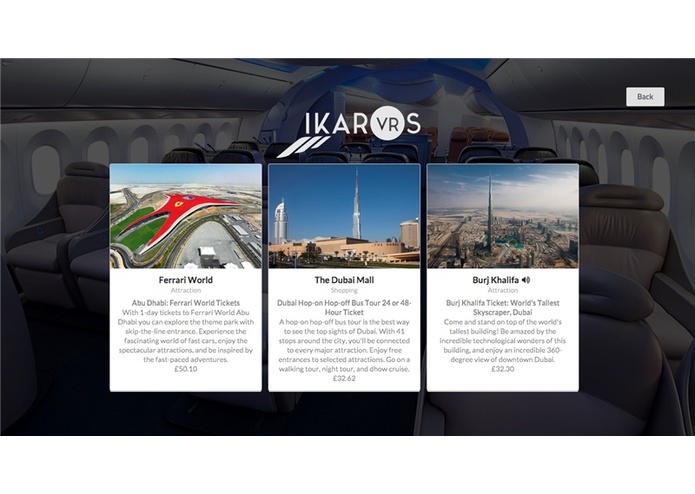 Back
IKAROS
VR
Ferrari World
Attraction
Abu Dhabi: Ferrari World Tickets
With 1-day tickets to Ferrari World Abu
Dhabi you can explore the theme park with
skip-the-line entrance. Experience the
fascinating world of fast cars, enjoy the
spectacular attractions, and be inspired by
the fast-paced adventures.
£50.10
The Dubai Mall
Shopping
Dubai Hop-on Hop-off Bus Tour 24 or 48-
Hour Ticket
A hop-on hop-off bus tour is the best way
to see the top sights of Dubai. With 41
stops around the city, you'll be connected
to every major attraction. Enjoy free
entrances to selected attractions. Go on a
walking tour, night tour, and dhow cruise.
£32.62
Burj Khalifa
Attraction
Burj Khalifa Ticket: World's Tallest
Skyscraper, Dubai
Come and stand on top of the world's
tallest building! Be amazed by the
incredible technological wonders of this
building, and enjoy an incredible 360-
degree view of downtown Dubai.
£32.30